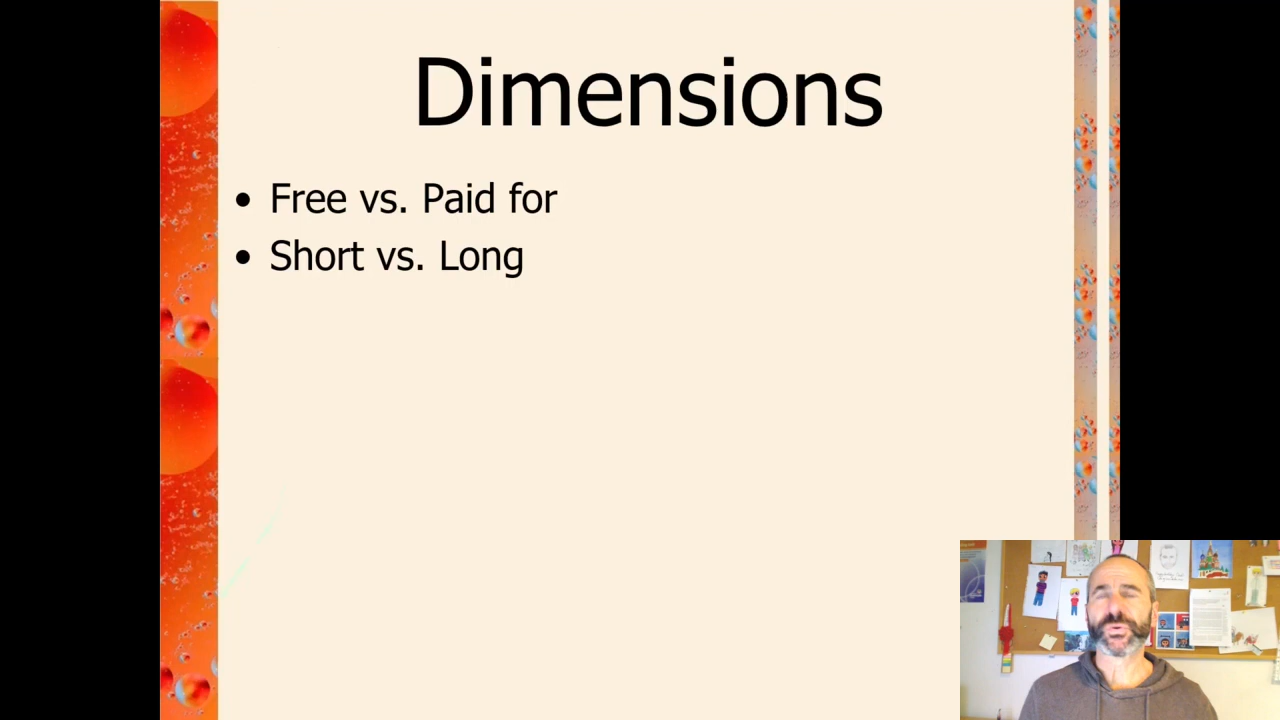 Dimensions
• Free vs. Paid for
• Short vs. Long